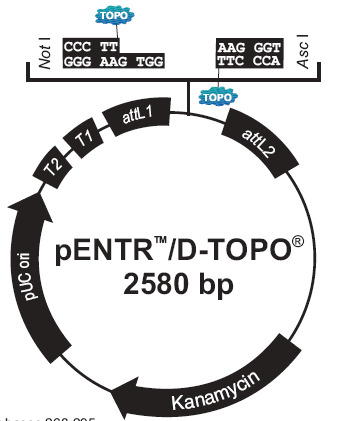 TOPO
Not I
CCC TT
GGG AAG TGG
AAG GGT
TTC CCA
Asc I
TOPO
T2
T1
attL1
attL2
pENTR™/D-TOPO®
2580 bp
pUC ori
Kanamycin